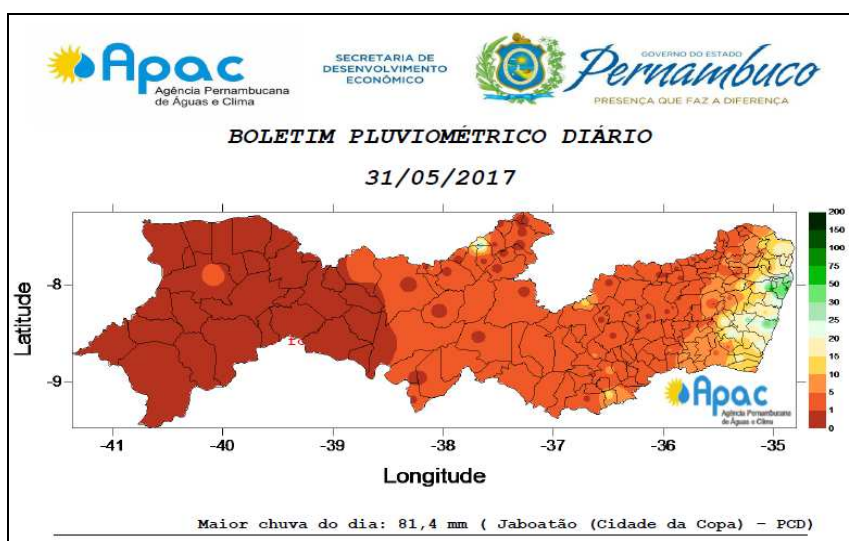 Apac
Agência Pernambucana
de Águas e Clima
SECRETARIA DE
DESENVOLVIMENTO
ECONÔMICO
GOVERNO DO ESTADO
Pernambuco
PRESENÇA QUE FAZ A DIFERENÇA
BOLETIM PLUVIOMÉTRICO DIÁRIO
31/05/2017
Latitude
-8
-9
200
150
100
75
50
30
25
20
15
10
5
1
0
Apac
Agência Pernambucana
de Águas e Clima
-41 -40 -39 -38 -37 -36 -35
Longitude
Maior chuva do dia: 81,4 mm ( Jaboatão (Cidade da Copa) – PCD)